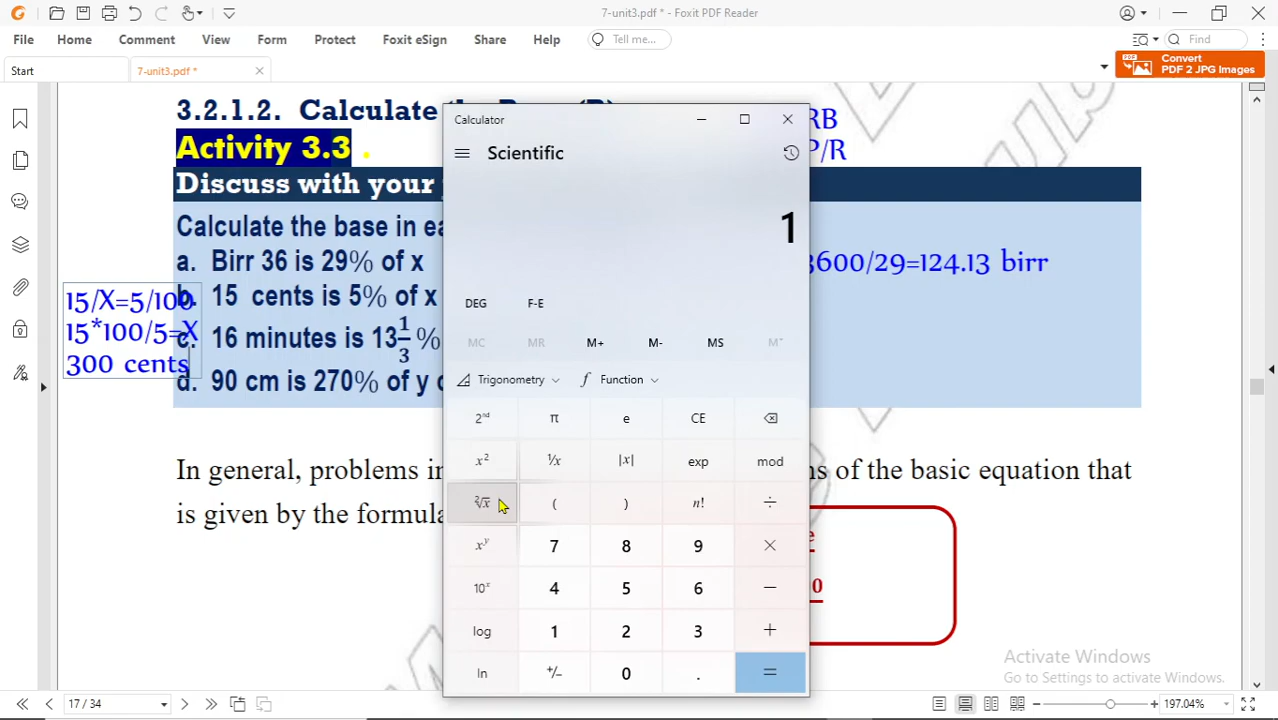 7-unit3.pdf * - Foxit PDF Reader
File Home Comment View Form Protect Foxit eSign Share Help Tell me... Find
Start 7-unit3.pdf * Convert
PDF 2 JPG Images
3.2.1.2. Calculate
RB
Activity 3.3 .
P/R
Discuss with your
Calculate the base in
a. Birr 36 is 29% of x
3600/29=124.13 birr
b. 15 cents is 5% of x
c. 16 minutes is 13 1/3 %
d. 90 cm is 270% of y
15/X=5/100
15*100/5=X
300 cents
In general, problems
of the basic equation that
is given by the formula
Calculator
Scientific
1
DEG F-E
MC MR M+ M- MS M˅
Trigonometry Function
2ⁿᵈ π e CE
x² ¹/x |x| exp mod
²√x ( ) n! ÷
xʸ 7 8 9 ×
10ˣ 4 5 6 −
log 1 2 3 +
ln +/− 0 . =
Activate Windows
Go to Settings to activate Windows.
17 / 34 197.04%